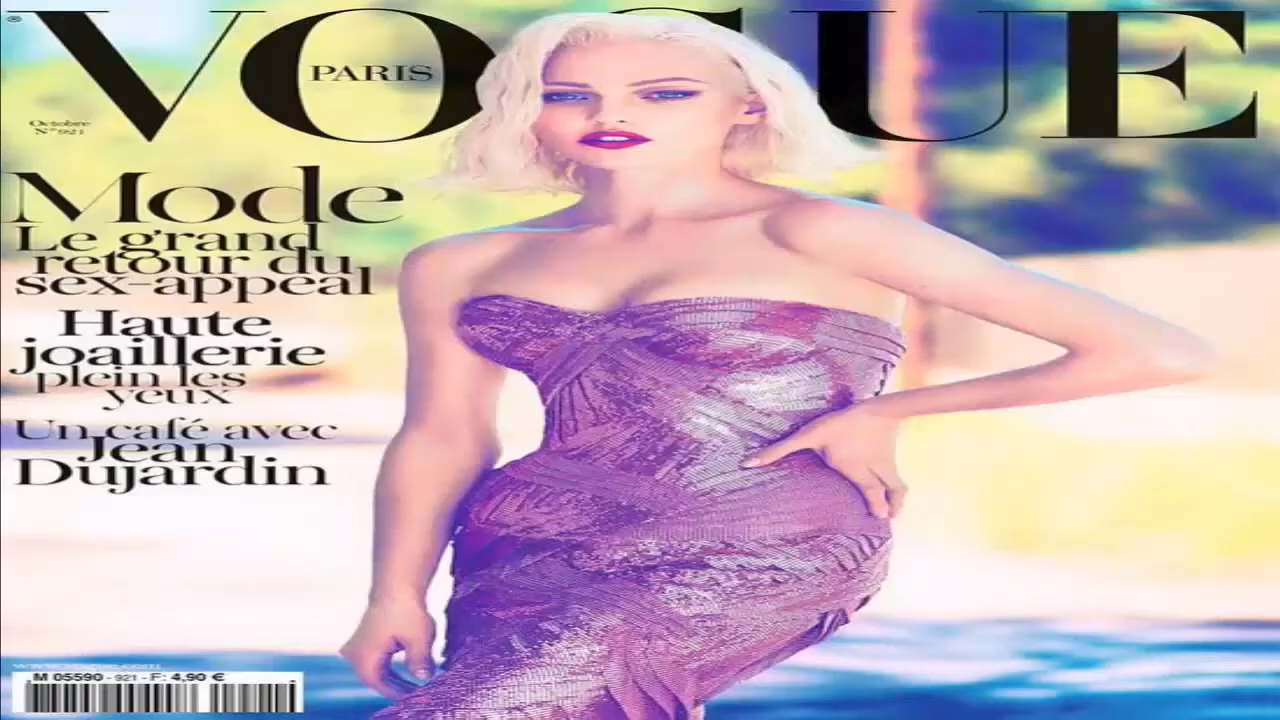 VOGUE
PARIS
Octobre
N° 921
Mode
Le grand
retour du
sex-appeal
Haute
joaillerie
plein les
yeux
Un café avec
Jean
Dujardin
M 05590 - 921 - F: 4,90 €